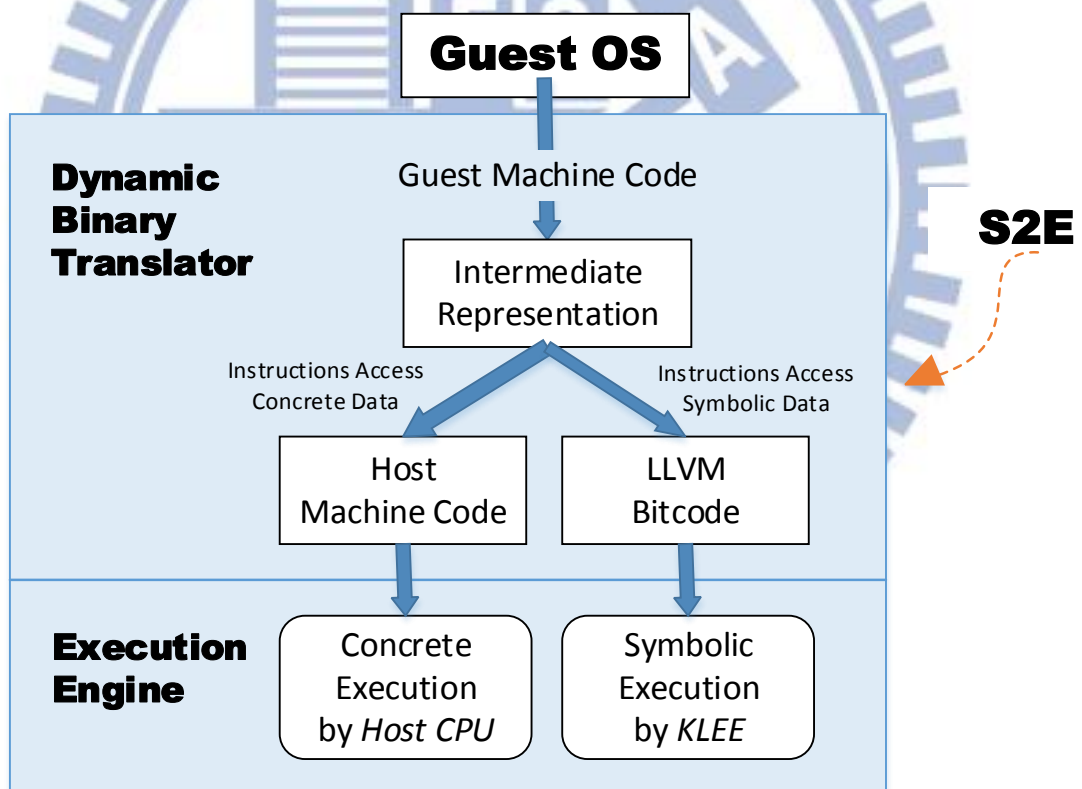 Guest OS
Dynamic
Binary
Translator
Guest Machine Code
S2E
Intermediate
Representation
Instructions Access
Concrete Data
Instructions Access
Symbolic Data
Host
Machine Code
LLVM
Bitcode
Execution
Engine
Concrete
Execution
by Host CPU
Symbolic
Execution
by KLEE